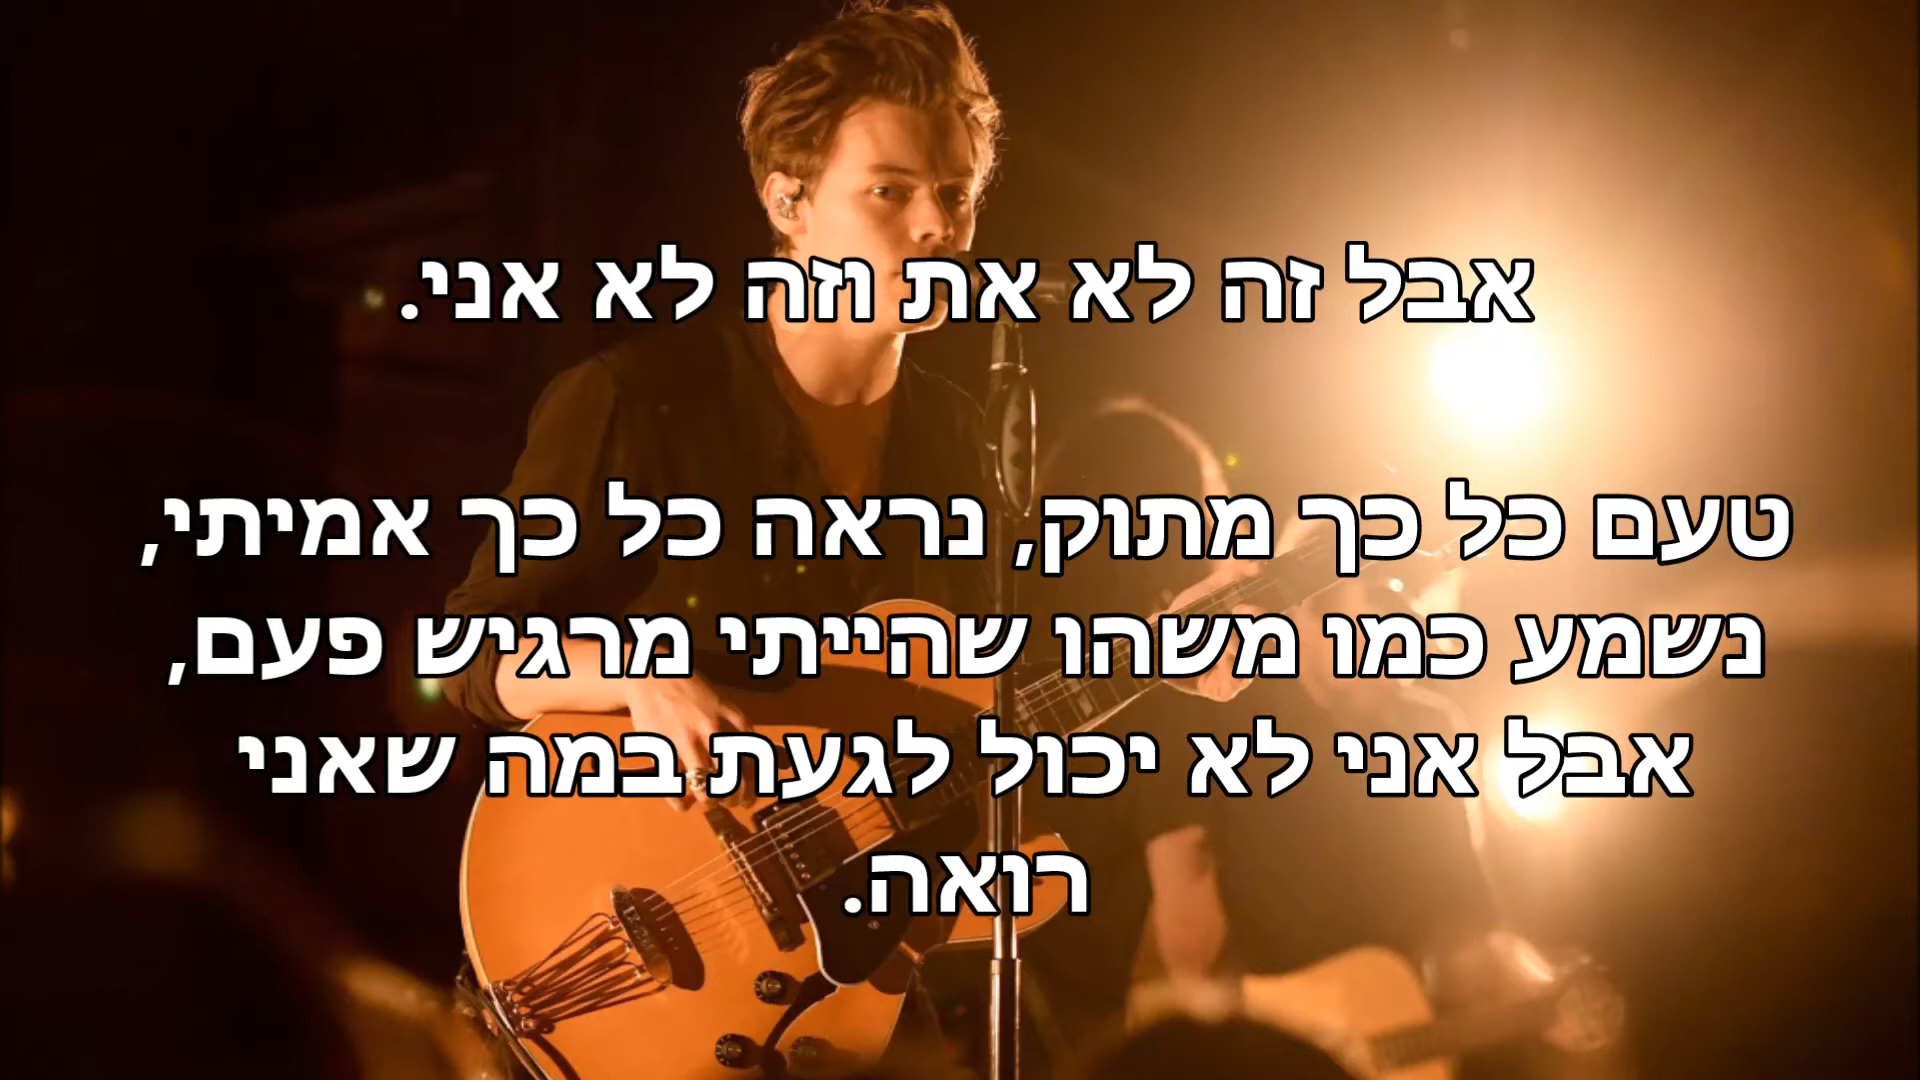 אבל זה לא את וזה לא אני.
טעם כל כך מתוק, נראה כל כך אמיתי,
נשמע כמו משהו שהייתי מרגיש פעם,
אבל אני לא יכול לגעת במה שאני
רואה.